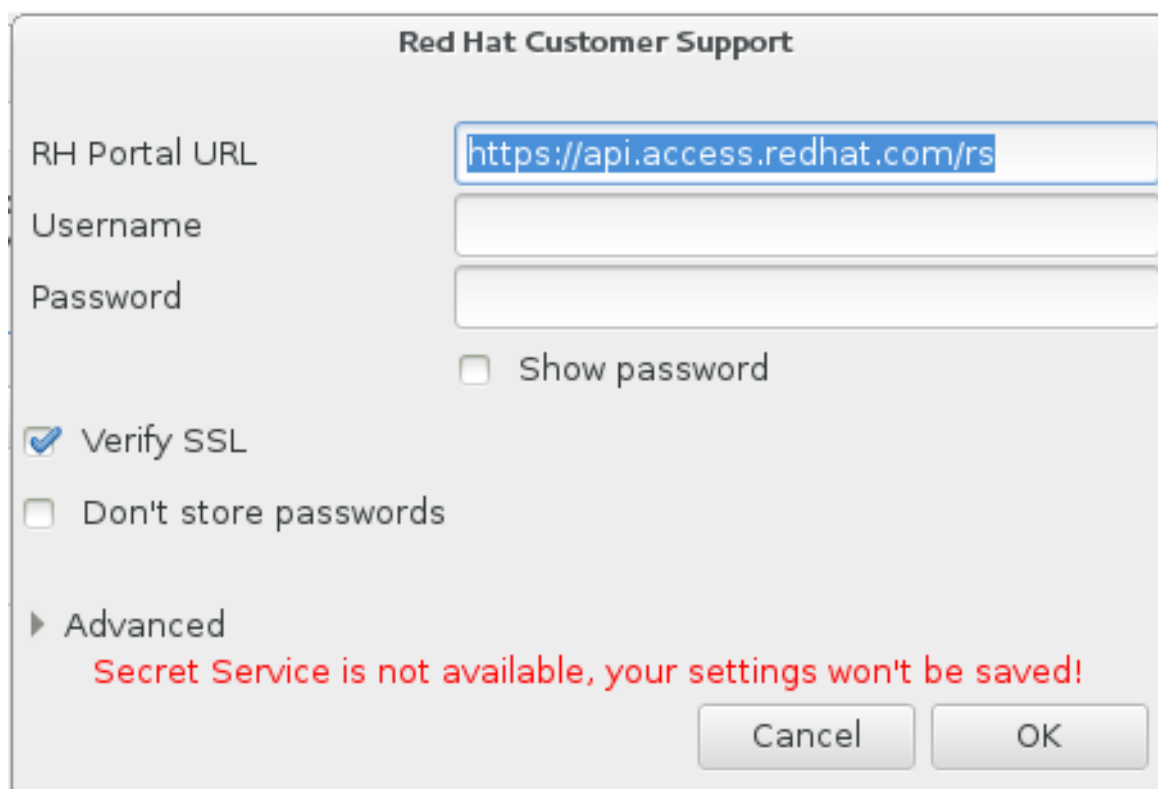 Red Hat Customer Support
RH Portal URL https://api.access.redhat.com/rs
Username
Password
Show password
Verify SSL
Don't store passwords
Advanced
Secret Service is not available, your settings won't be saved!
Cancel OK